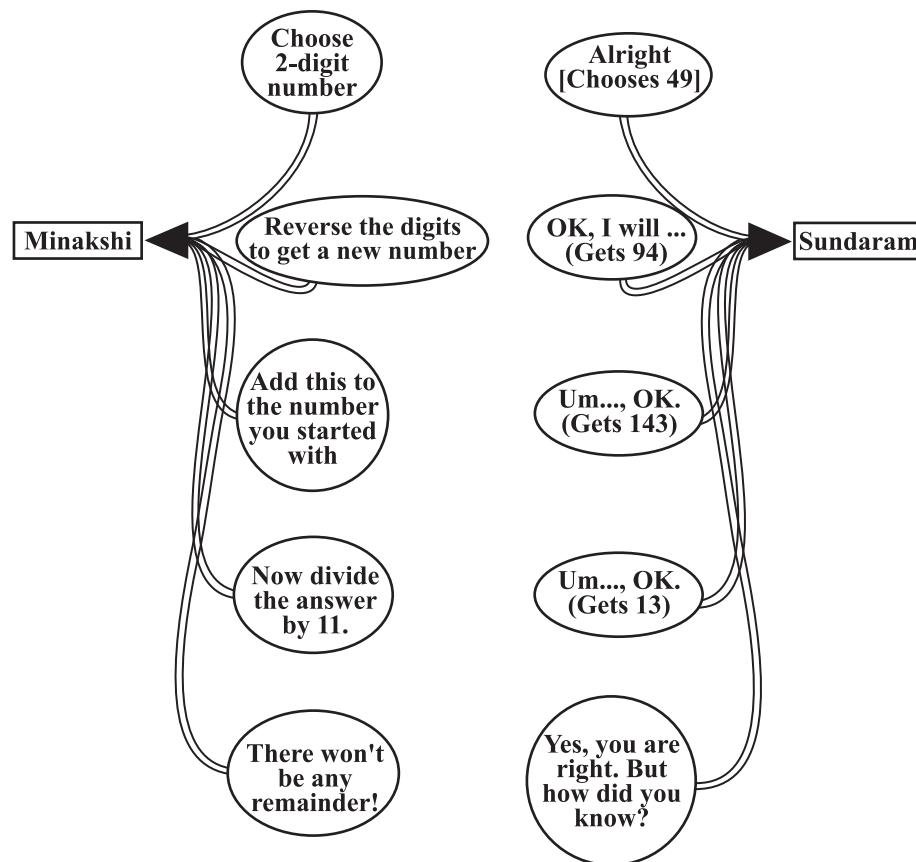 Choose
2-digit
number
Alright
[Chooses 49]
Minakshi
Reverse the digits
to get a new number
OK, I will ...
(Gets 94)
Sundaram
Add this to
the number
you started
with
Um..., OK.
(Gets 143)
Now divide
the answer
by 11.
Um..., OK.
(Gets 13)
There won't
be any
remainder!
Yes, you are
right. But
how did you
know?